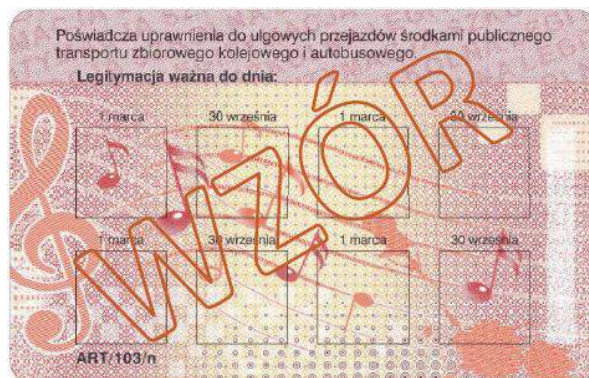 Poświadcza uprawnienia do ulgowych przejazdów środkami publicznego
transportu zbiorowego kolejowego i autobusowego.
Legitymacja ważna do dnia:
1 marca 30 września 1 marca 30 września
1 marca 30 września 1 marca 30 września
WZÓR
ART/103/n